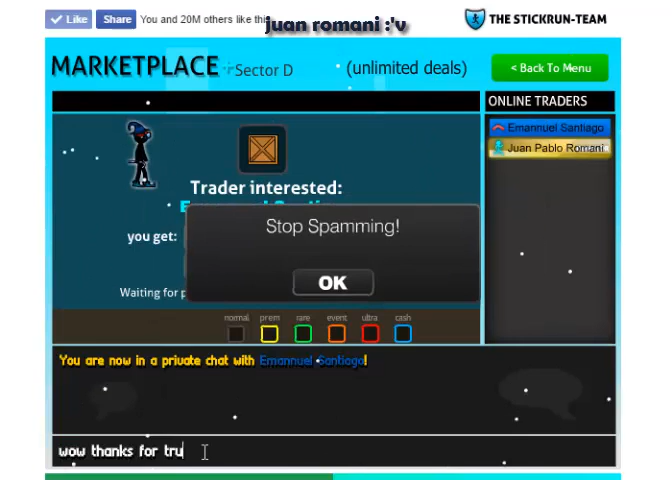 Like Share You and 20M others like thi
juan romani :'v
THE STICKRUN-TEAM
MARKETPLACE Sector D (unlimited deals)
< Back To Menu
ONLINE TRADERS
Emannuel Santiago
Juan Pablo Romani
Trader interested:
you get:
Stop Spamming!
OK
Waiting for p
normal prem rare event ultra cash
You are now in a private chat with Emannuel Santiago!
wow thanks for tru